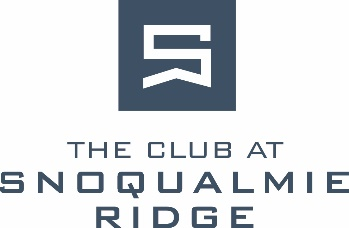 THE CLUB AT
SNOQUALMIE
RIDGE